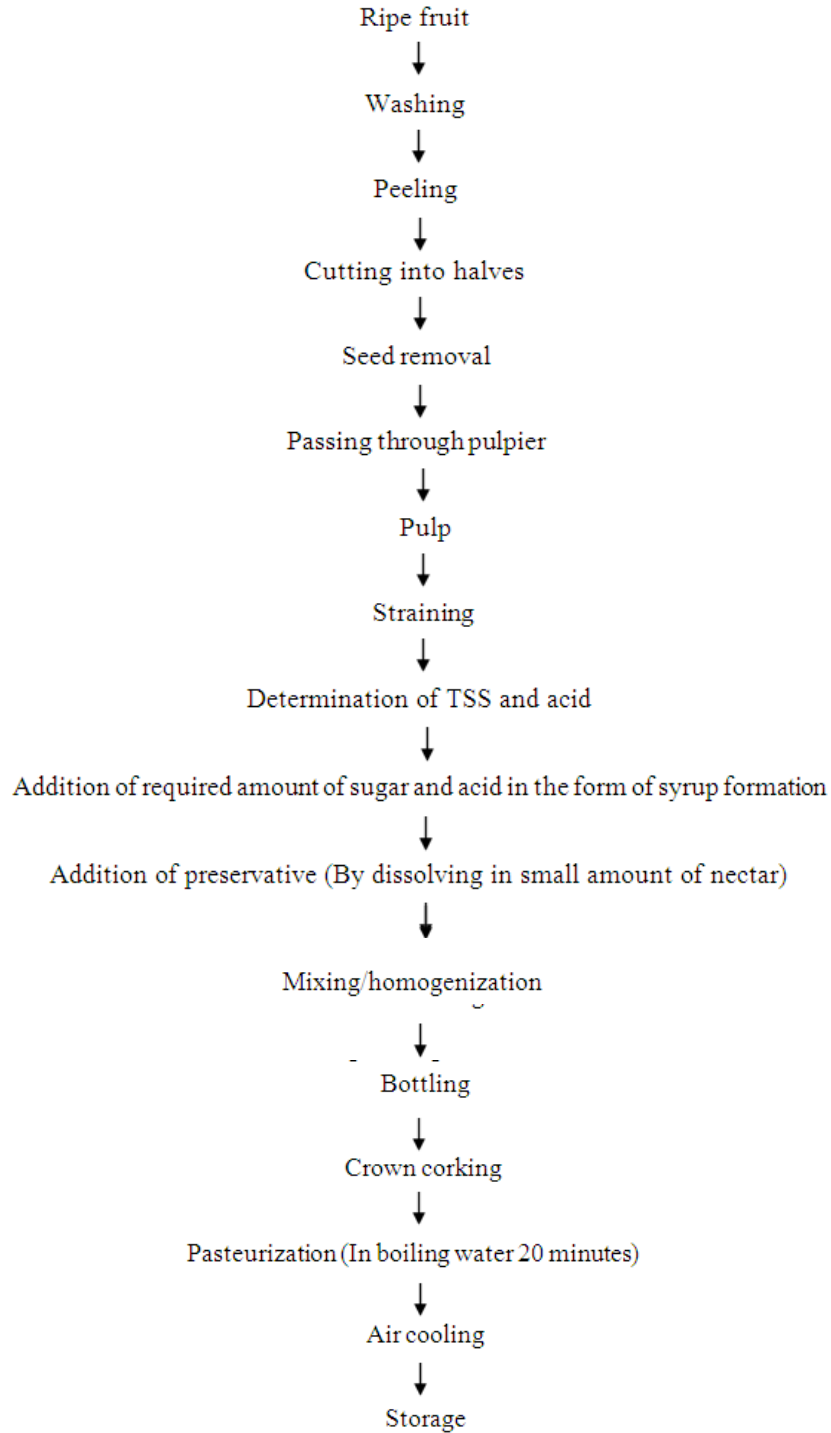 Ripe fruit
Washing
Peeling
Cutting into halves
Seed removal
Passing through pulpier
Pulp
Straining
Determination of TSS and acid
Addition of required amount of sugar and acid in the form of syrup formation
Addition of preservative (By dissolving in small amount of nectar)
Mixing/homogenization
Bottling
Crown corking
Pasteurization (In boiling water 20 minutes)
Air cooling
Storage